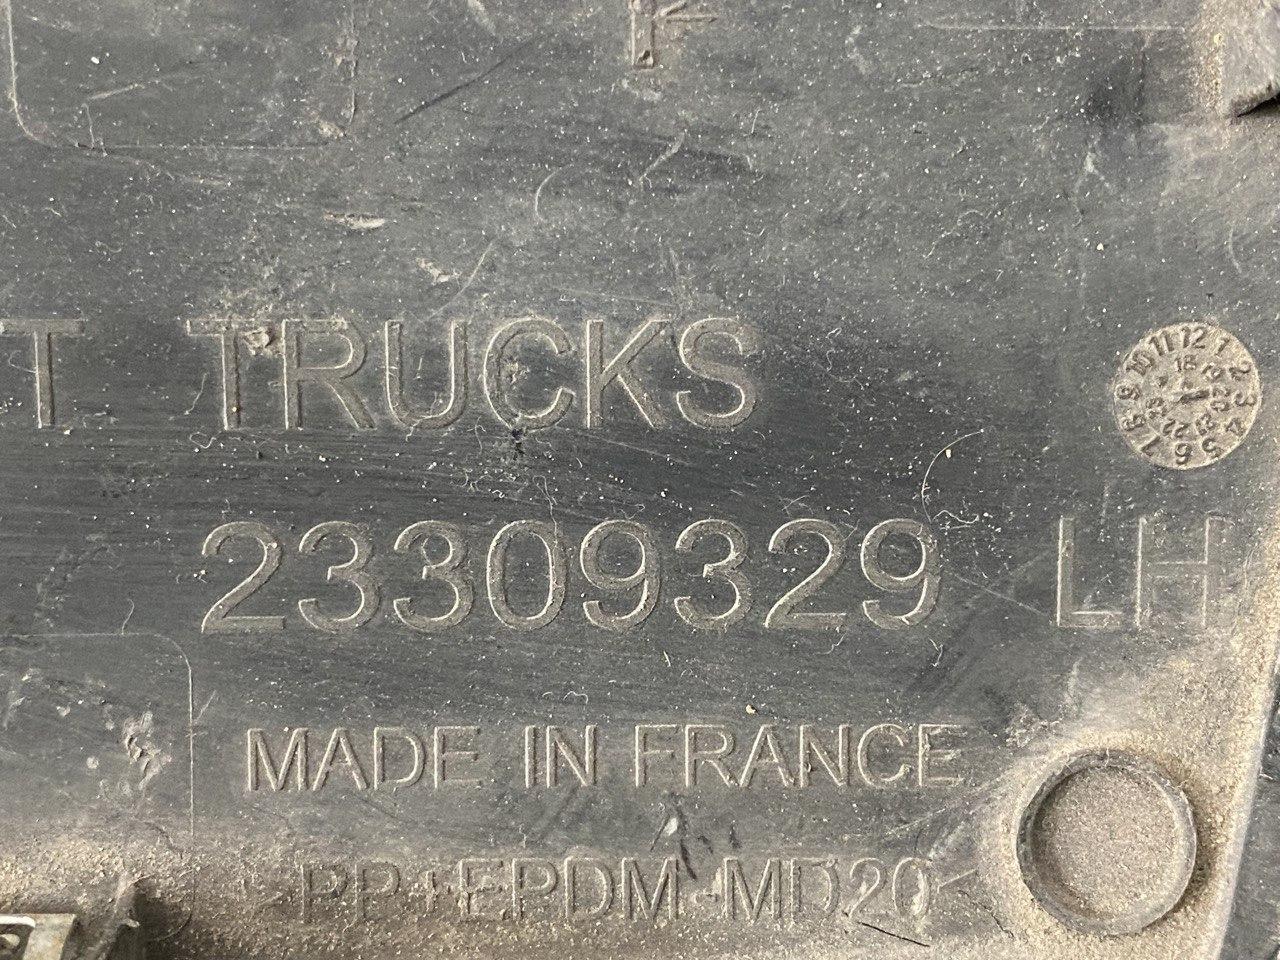 T TRUCKS
23309329 LH
MADE IN FRANCE
>PP+EPDM-MD20<